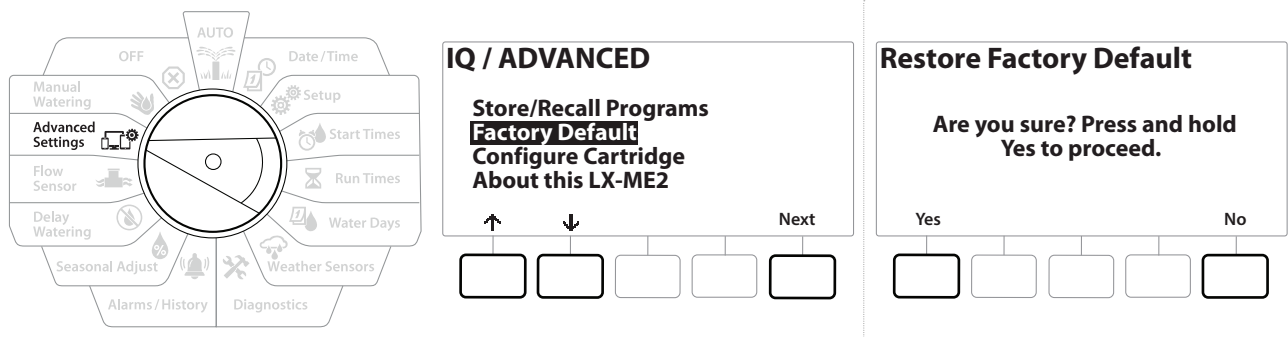 AUTO
Date/Time
Setup
Start Times
Run Times
Water Days
Weather Sensors
Diagnostics
Alarms/History
Seasonal Adjust
Delay
Watering
Flow
Sensor
Advanced
Settings
Manual
Watering
OFF
IQ / ADVANCED
Store/Recall Programs
Factory Default
Configure Cartridge
About this LX-ME2
Next
Restore Factory Default
Are you sure? Press and hold
Yes to proceed.
Yes No